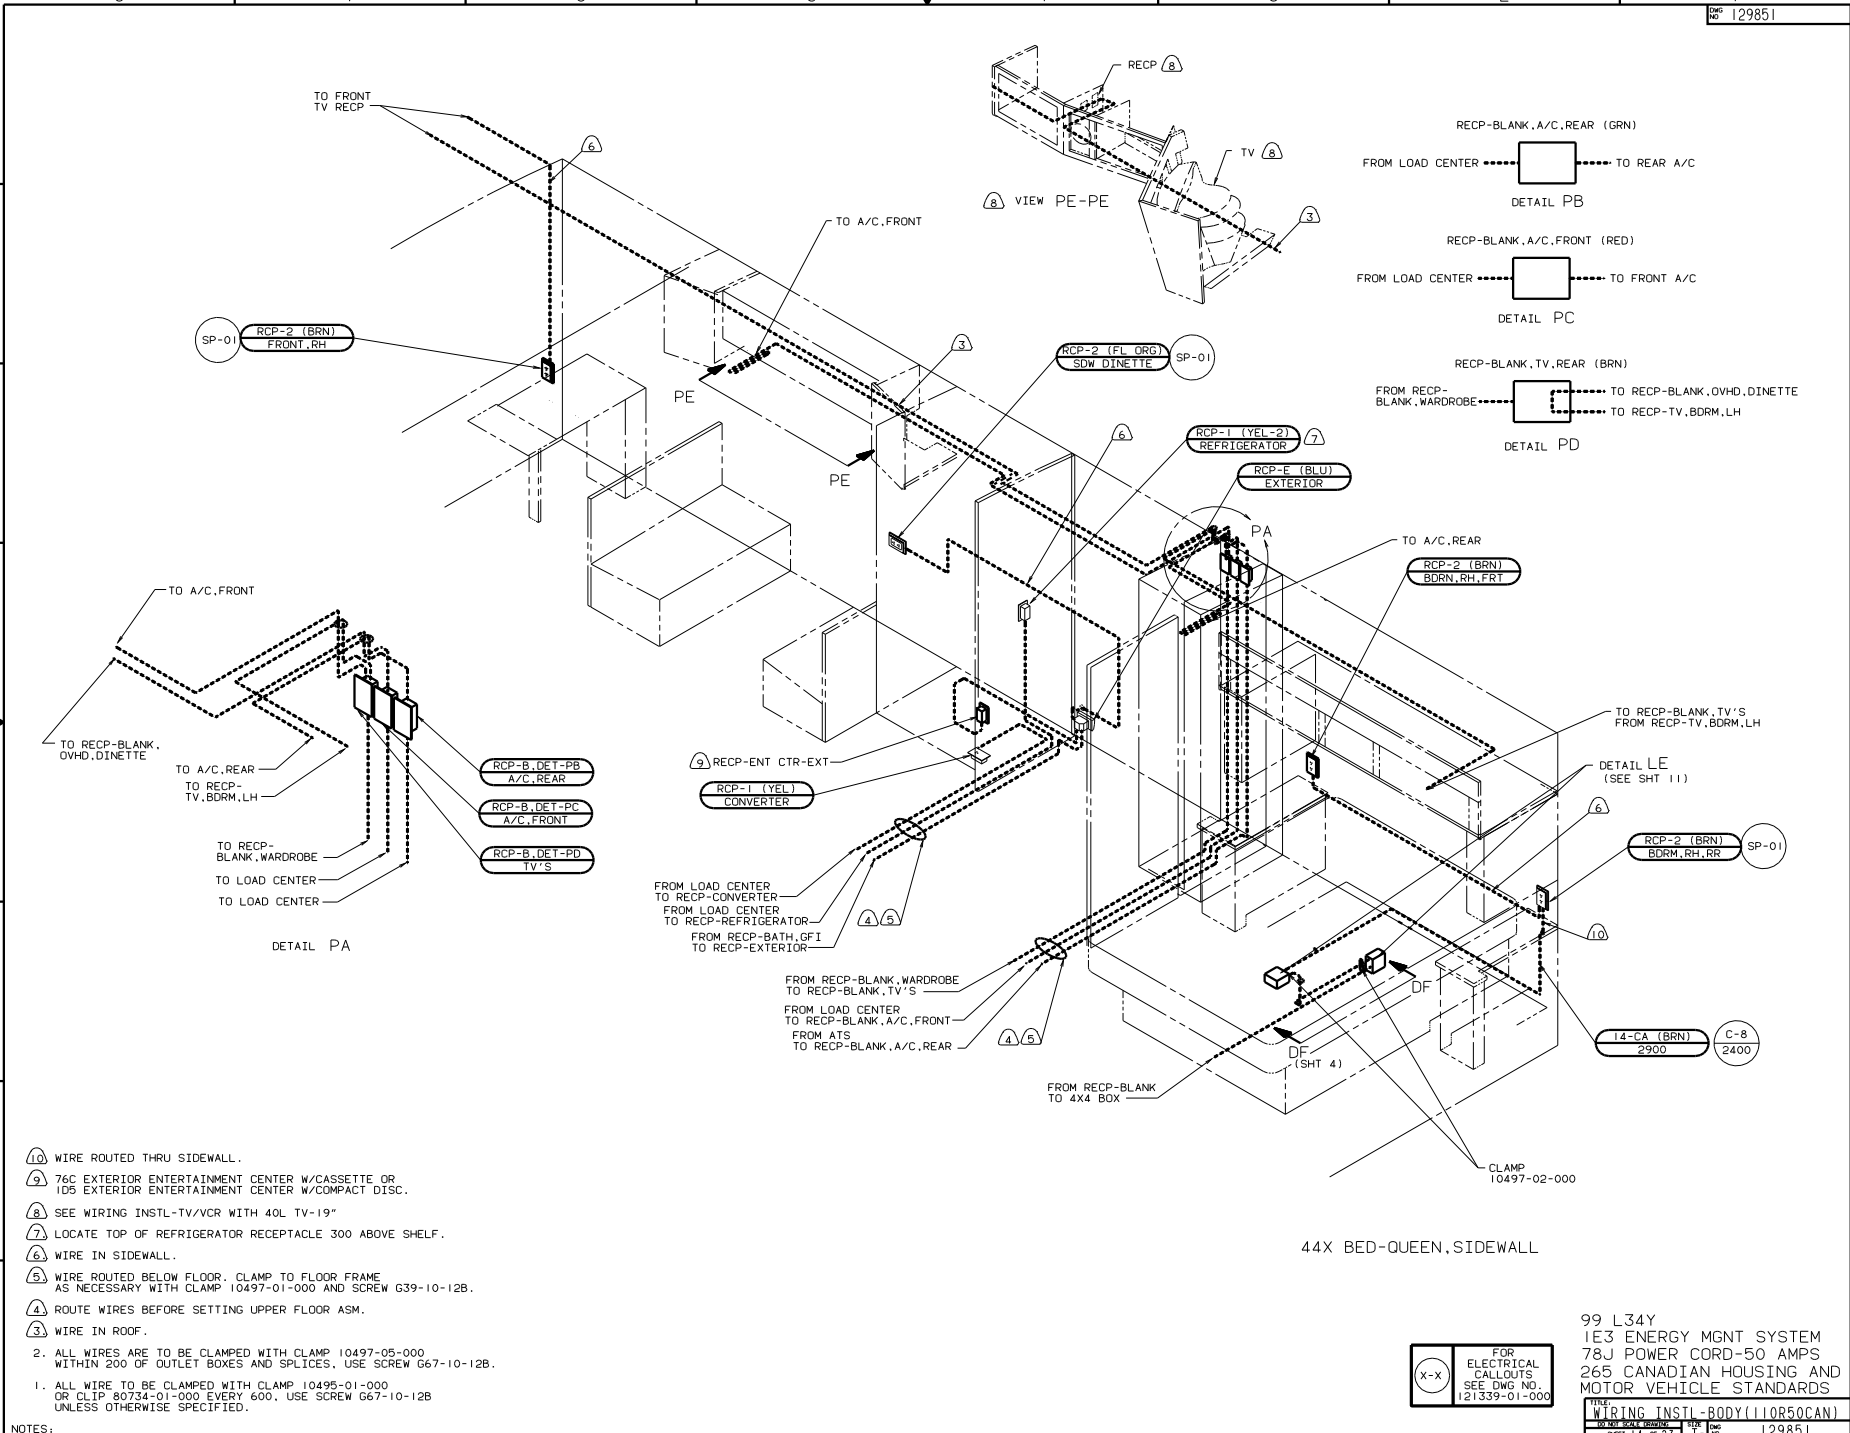 DWG NO 129851
TO FRONT
TV RECP
6
RECP 8
TV 8
3
8 VIEW PE-PE
RECP-BLANK,A/C,REAR (GRN)
FROM LOAD CENTER
TO REAR A/C
DETAIL PB
RECP-BLANK,A/C,FRONT (RED)
FROM LOAD CENTER
TO FRONT A/C
DETAIL PC
RECP-BLANK,TV,REAR (BRN)
FROM RECP-
BLANK,WARDROBE
TO RECP-BLANK,OVHD,DINETTE
TO RECP-TV,BDRM,LH
DETAIL PD
TO A/C,FRONT
SP-01
RCP-2 (BRN)
FRONT,RH
PE
PE
3
RCP-2 (FL ORG)
SDW DINETTE
SP-01
6
RCP-1 (YEL-2)
REFRIGERATOR
7
RCP-E (BLU)
EXTERIOR
PA
TO A/C,REAR
RCP-2 (BRN)
BDRN,RH,FRT
TO A/C,FRONT
TO RECP-BLANK,
OVHD,DINETTE
TO A/C,REAR
TO RECP-
TV,BDRM,LH
RCP-B,DET-PB
A/C,REAR
RCP-B,DET-PC
A/C,FRONT
RCP-B,DET-PD
TV'S
TO RECP-
BLANK,WARDROBE
TO LOAD CENTER
TO LOAD CENTER
DETAIL PA
9 RECP-ENT CTR-EXT
RCP-1 (YEL)
CONVERTER
TO RECP-BLANK,TV'S
FROM RECP-TV,BDRM,LH
DETAIL LE
(SEE SHT 11)
6
RCP-2 (BRN)
BDRM,RH,RR
SP-01
10
FROM LOAD CENTER
TO RECP-CONVERTER
FROM LOAD CENTER
TO RECP-REFRIGERATOR
FROM RECP-BATH,GFI
TO RECP-EXTERIOR
4 5
FROM RECP-BLANK,WARDROBE
TO RECP-BLANK,TV'S
FROM LOAD CENTER
TO RECP-BLANK,A/C,FRONT
FROM ATS
TO RECP-BLANK,A/C,REAR
4 5
DF
DF
(SHT 4)
14-CA (BRN)
2900
C-8
2400
FROM RECP-BLANK
TO 4X4 BOX
CLAMP
10497-02-000
44X BED-QUEEN,SIDEWALL
10 WIRE ROUTED THRU SIDEWALL.
9 76C EXTERIOR ENTERTAINMENT CENTER W/CASSETTE OR
1D5 EXTERIOR ENTERTAINMENT CENTER W/COMPACT DISC.
8 SEE WIRING INSTL-TV/VCR WITH 40L TV-19"
7. LOCATE TOP OF REFRIGERATOR RECEPTACLE 300 ABOVE SHELF.
6. WIRE IN SIDEWALL.
5. WIRE ROUTED BELOW FLOOR. CLAMP TO FLOOR FRAME
AS NECESSARY WITH CLAMP 10497-01-000 AND SCREW G39-10-12B.
4. ROUTE WIRES BEFORE SETTING UPPER FLOOR ASM.
3. WIRE IN ROOF.
2. ALL WIRES ARE TO BE CLAMPED WITH CLAMP 10497-05-000
WITHIN 200 OF OUTLET BOXES AND SPLICES, USE SCREW G67-10-12B.
1. ALL WIRE TO BE CLAMPED WITH CLAMP 10495-01-000
OR CLIP 80734-01-000 EVERY 600, USE SCREW G67-10-12B
UNLESS OTHERWISE SPECIFIED.
NOTES:
X-X
FOR
ELECTRICAL
CALLOUTS
SEE DWG NO.
121339-01-000
99 L34Y
1E3 ENERGY MGNT SYSTEM
78J POWER CORD-50 AMPS
265 CANADIAN HOUSING AND
MOTOR VEHICLE STANDARDS
TITLE:
WIRING INSTL-BODY(110R50CAN)
DO NOT SCALE DRAWING
SIZE
DWG
129851